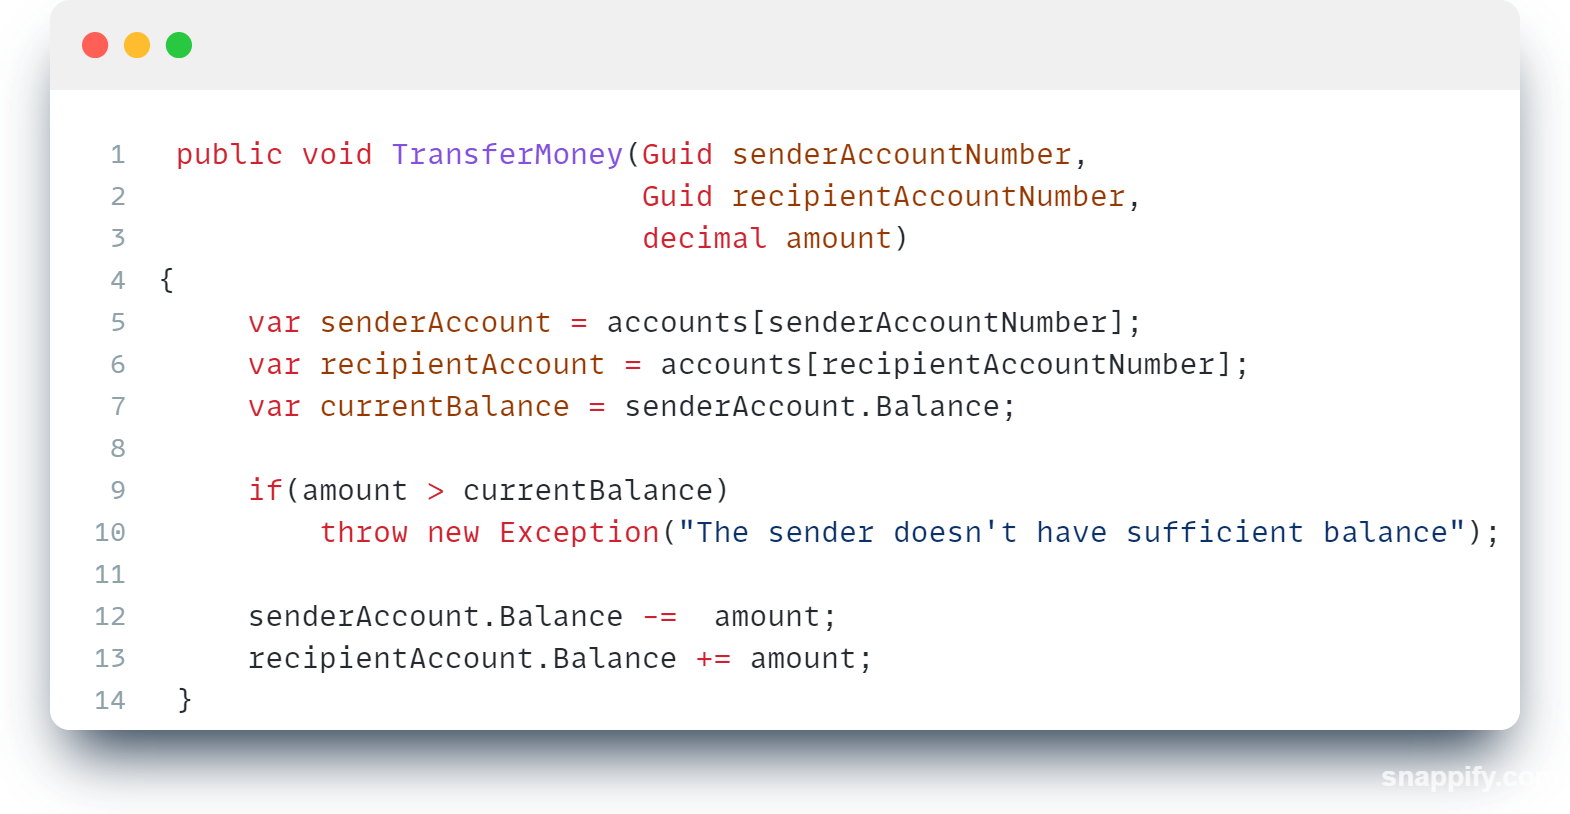 1 public void TransferMoney(Guid senderAccountNumber,
2 Guid recipientAccountNumber,
3 decimal amount)
4 {
5 var senderAccount = accounts[senderAccountNumber];
6 var recipientAccount = accounts[recipientAccountNumber];
7 var currentBalance = senderAccount.Balance;
8
9 if(amount > currentBalance)
10 throw new Exception("The sender doesn't have sufficient balance");
11
12 senderAccount.Balance -=  amount;
13 recipientAccount.Balance += amount;
14 }
snappify.com